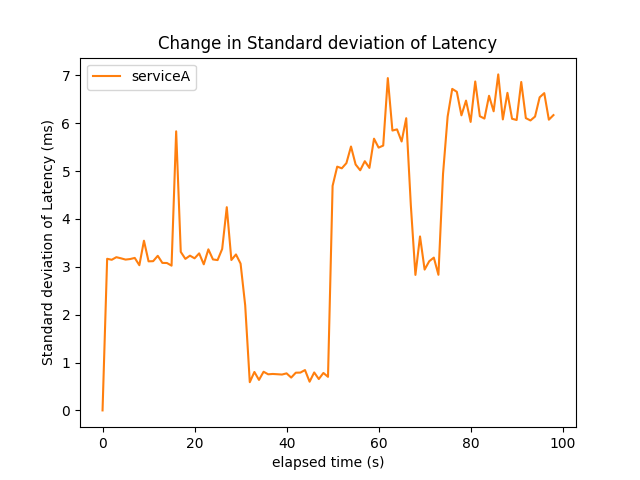 Change in Standard deviation of Latency
serviceA
Standard deviation of Latency (ms)
7
6
5
4
3
2
1
0
0 20 40 60 80 100
elapsed time (s)